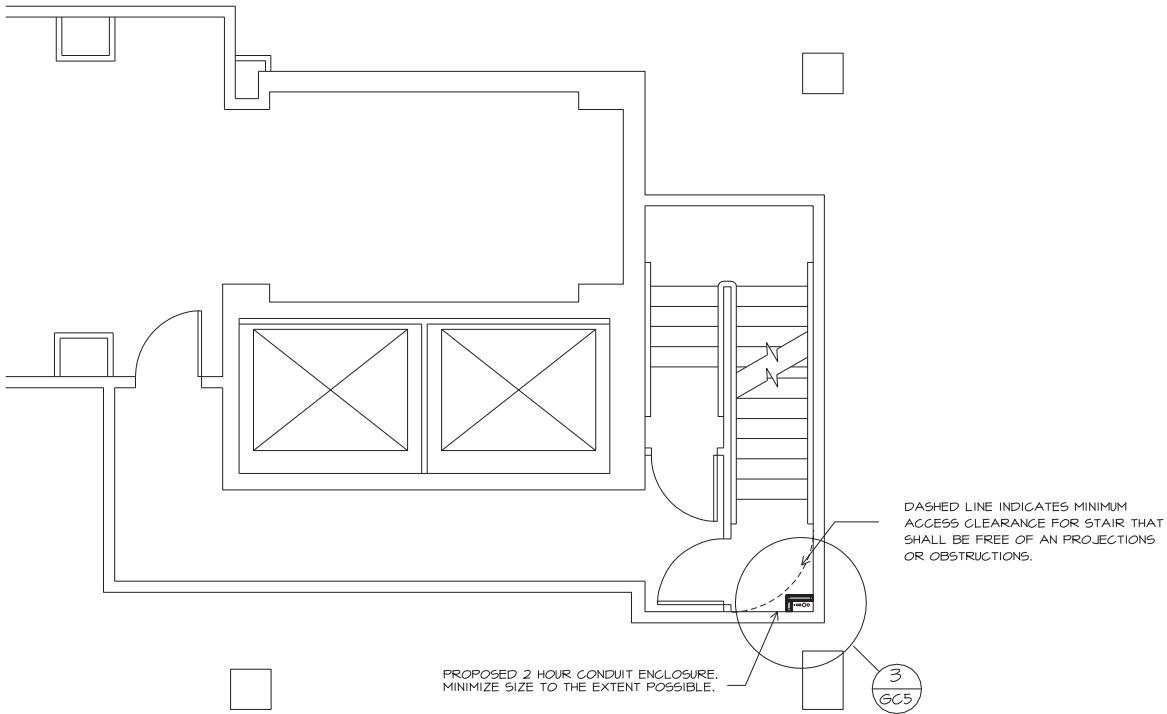 DASHED LINE INDICATES MINIMUM
ACCESS CLEARANCE FOR STAIR THAT
SHALL BE FREE OF AN PROJECTIONS
OR OBSTRUCTIONS.
PROPOSED 2 HOUR CONDUIT ENCLOSURE.
MINIMIZE SIZE TO THE EXTENT POSSIBLE.
3
GC5